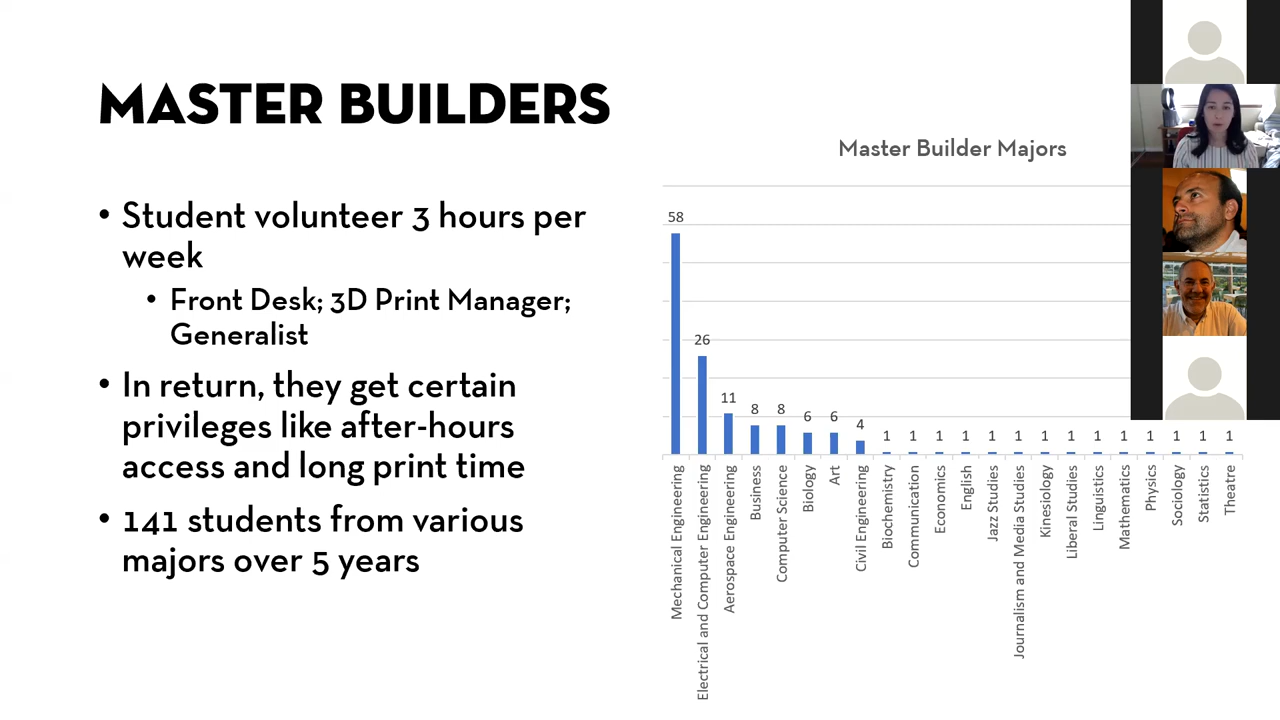 MASTER BUILDERS
• Student volunteer 3 hours per
week
• Front Desk; 3D Print Manager;
Generalist
• In return, they get certain
privileges like after-hours
access and long print time
• 141 students from various
majors over 5 years
Master Builder Majors
58
26
11
8
8
6
6
4
1
1
1
1
1
1
1
1
1
1
1
1
1
1
Mechanical Engineering
Electrical and Computer Engineering
Aerospace Engineering
Business
Computer Science
Biology
Art
Civil Engineering
Biochemistry
Communication
Economics
English
Jazz Studies
Journalism and Media Studies
Kinesiology
Liberal Studies
Linguistics
Mathematics
Physics
Sociology
Statistics
Theatre